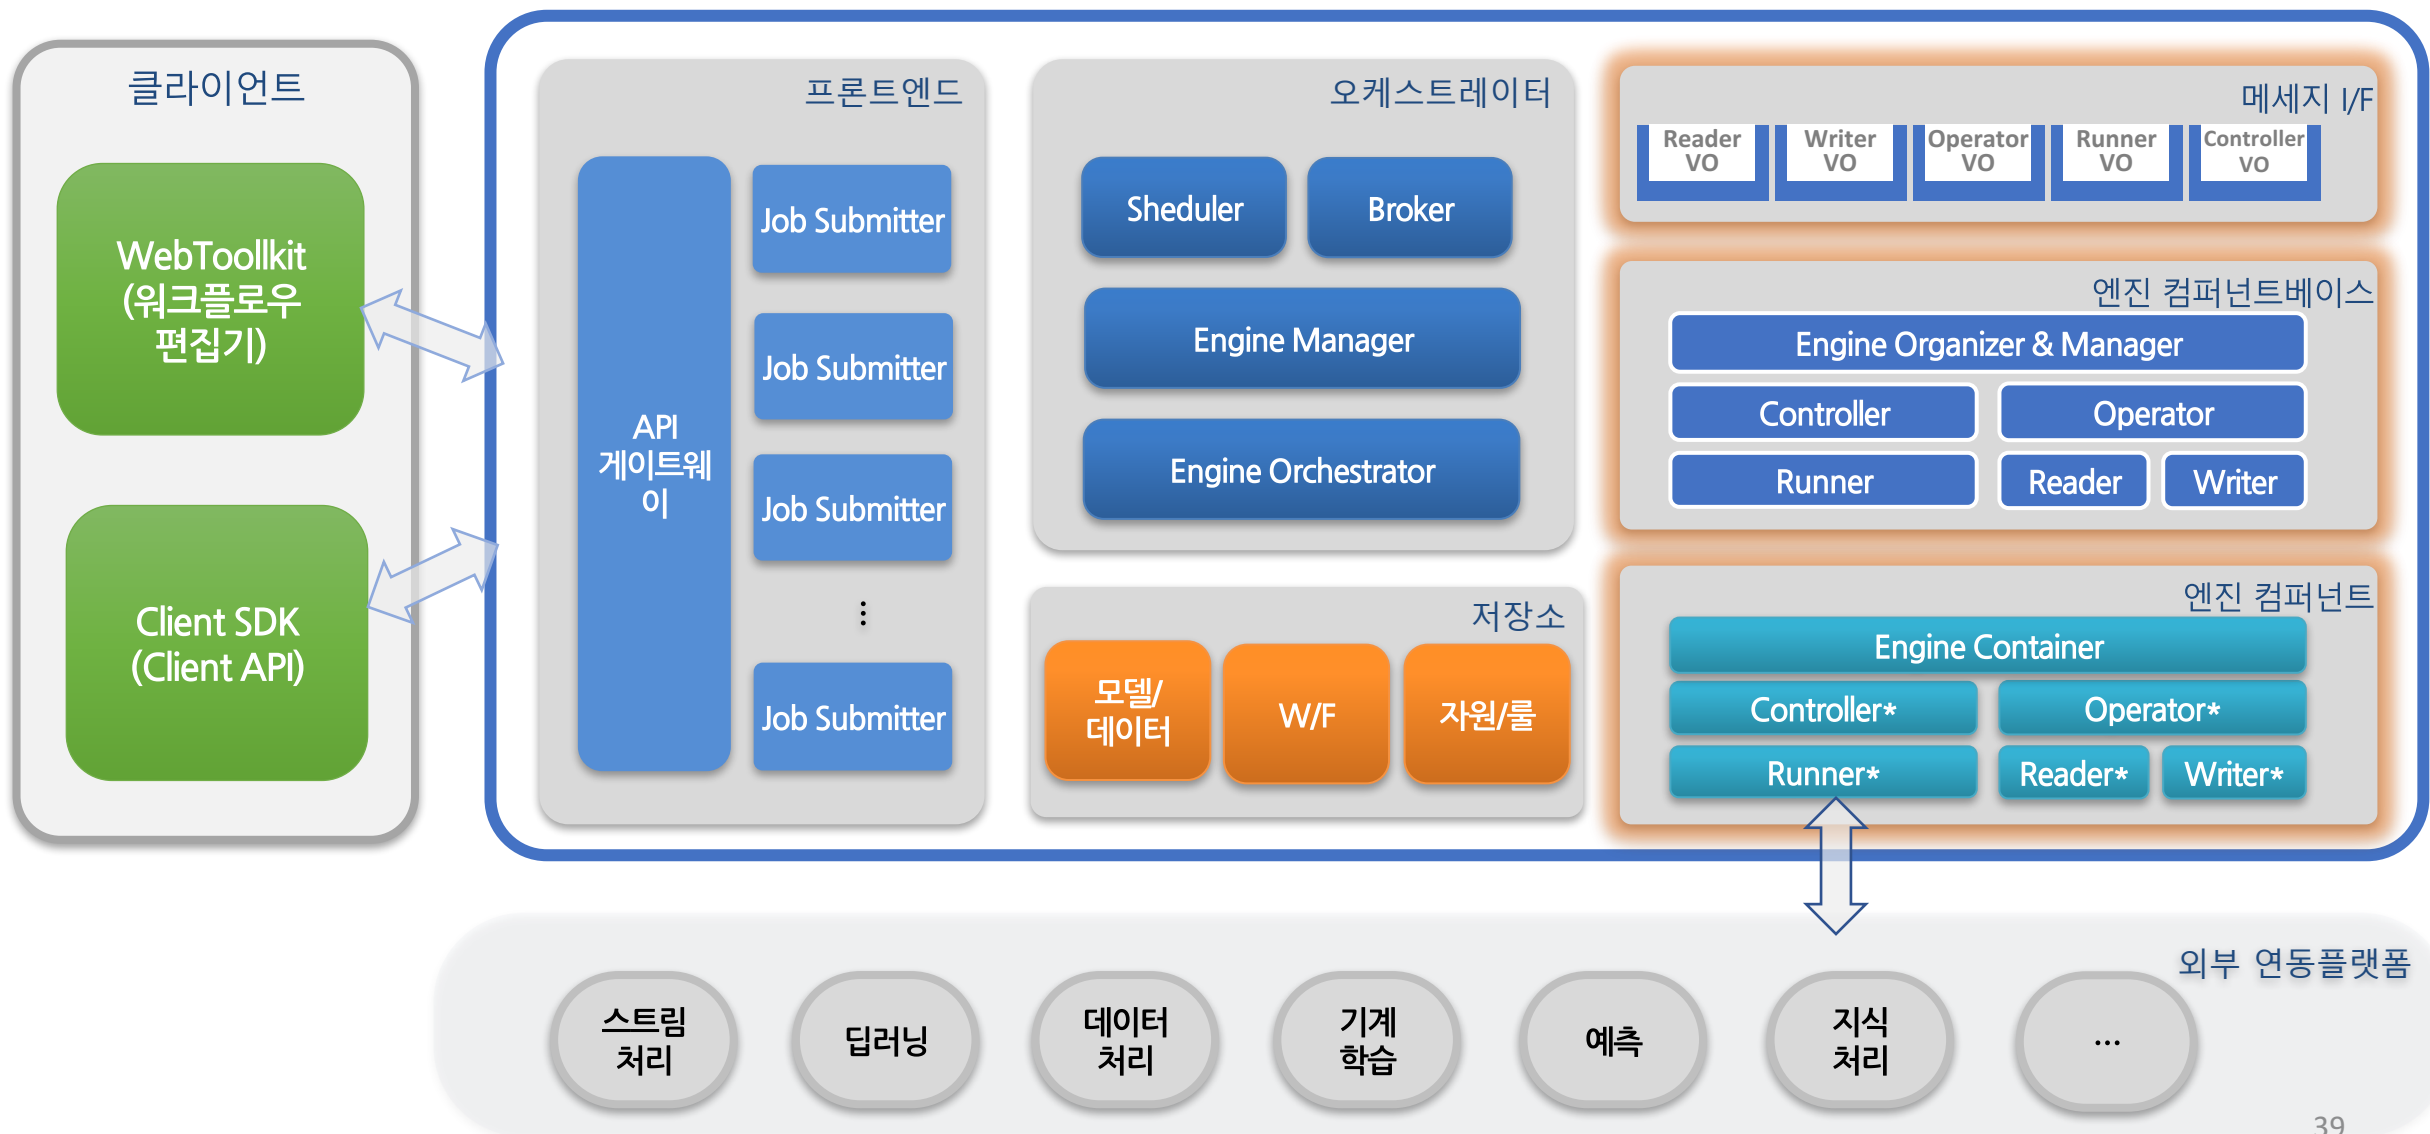 클라이언트
WebToollkit
(워크플로우
편집기)
Client SDK
(Client API)
프론트엔드
API
게이트웨
이
Job Submitter
Job Submitter
Job Submitter
⋮
Job Submitter
오케스트레이터
Sheduler
Broker
Engine Manager
Engine Orchestrator
저장소
모델/
데이터
W/F
자원/룰
메세지 I/F
Reader
VO
Writer
VO
Operator
VO
Runner
VO
Controller
VO
엔진 컴퍼넌트베이스
Engine Organizer & Manager
Controller
Operator
Runner
Reader
Writer
엔진 컴퍼넌트
Engine Container
Controller*
Operator*
Runner*
Reader*
Writer*
외부 연동플랫폼
스트림
처리
딥러닝
데이터
처리
기계
학습
예측
지식
처리
...
39